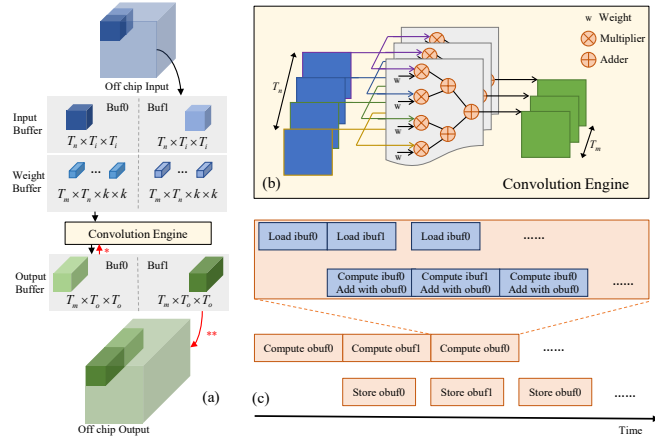 Off chip Input
Buf0 Buf1
Input
Buffer
T_n × T_i × T_i T_n × T_i × T_i
... ...
Weight
Buffer
T_m × T_n × k × k T_m × T_n × k × k
Convolution Engine
*
Buf0 Buf1
Output
Buffer
T_m × T_o × T_o T_m × T_o × T_o
**
(a)
Off chip Output
w Weight
Multiplier
Adder
T_n
w
w
T_m
(b) Convolution Engine
Load ibuf0 Load ibuf1 Load ibuf0 ......
Compute ibuf0 Compute ibuf1 Compute ibuf0
Add with obuf0 Add with obuf0 Add with obuf0 ......
Compute obuf0 Compute obuf1 Compute obuf0 ......
(c) Store obuf0 Store obuf1 Store obuf0 ......
Time